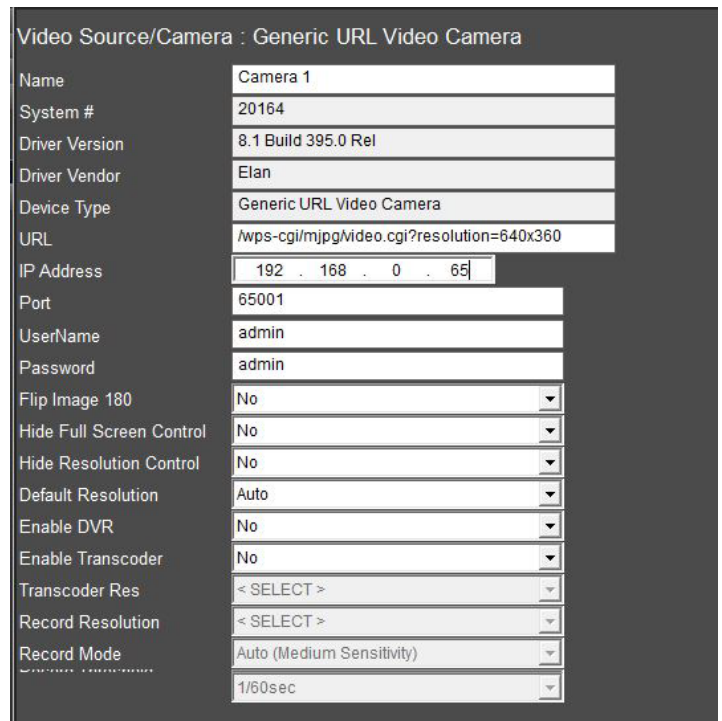 Video Source/Camera : Generic URL Video Camera
Name Camera 1
System # 20164
Driver Version 8.1 Build 395.0 Rel
Driver Vendor Elan
Device Type Generic URL Video Camera
URL /wps-cgi/mjpg/video.cgi?resolution=640x360
IP Address 192 . 168 . 0 . 65
Port 65001
UserName admin
Password admin
Flip Image 180 No
Hide Full Screen Control No
Hide Resolution Control No
Default Resolution Auto
Enable DVR No
Enable Transcoder No
Transcoder Res < SELECT >
Record Resolution < SELECT >
Record Mode Auto (Medium Sensitivity)
1/60sec